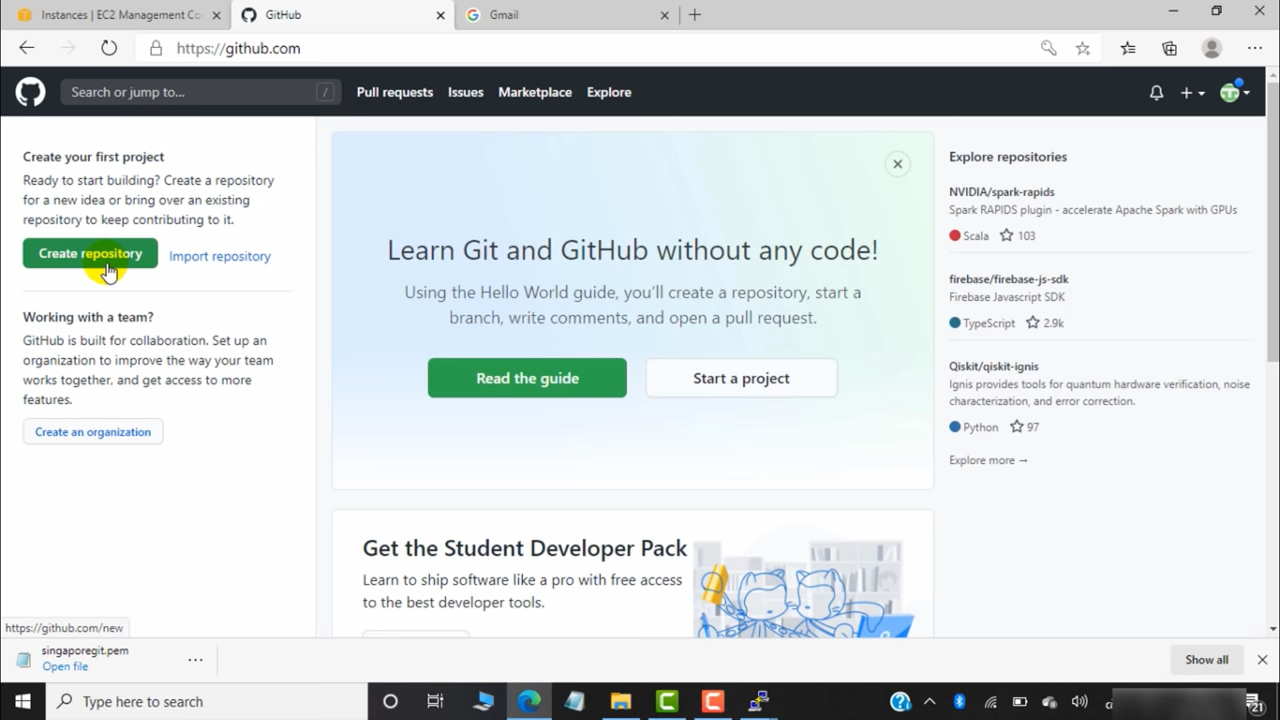 Instances | EC2 Management Co
GitHub
Gmail
https://github.com
Search or jump to...
/
Pull requests
Issues
Marketplace
Explore
Create your first project
Ready to start building? Create a repository
for a new idea or bring over an existing
repository to keep contributing to it.
Create repository
Import repository
Working with a team?
GitHub is built for collaboration. Set up an
organization to improve the way your team
works together, and get access to more
features.
Create an organization
Learn Git and GitHub without any code!
Using the Hello World guide, you'll create a repository, start a
branch, write comments, and open a pull request.
Read the guide
Start a project
Get the Student Developer Pack
Learn to ship software like a pro with free access
to the best developer tools.
Explore repositories
NVIDIA/spark-rapids
Spark RAPIDS plugin - accelerate Apache Spark with GPUs
Scala 103
firebase/firebase-js-sdk
Firebase Javascript SDK
TypeScript 2.9k
Qiskit/qiskit-ignis
Ignis provides tools for quantum hardware verification, noise
characterization, and error correction.
Python 97
Explore more →
https://github.com/new
singaporegit.pem
Open file
Show all
Type here to search
21